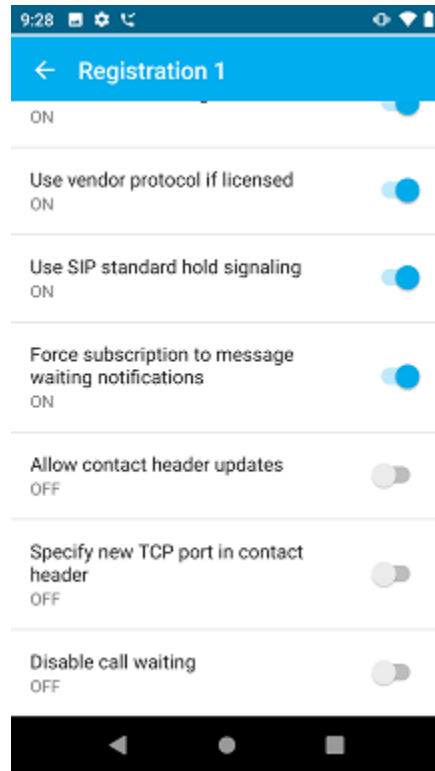 9:28
Registration 1
ON
Use vendor protocol if licensed
ON
Use SIP standard hold signaling
ON
Force subscription to message
waiting notifications
ON
Allow contact header updates
OFF
Specify new TCP port in contact
header
OFF
Disable call waiting
OFF